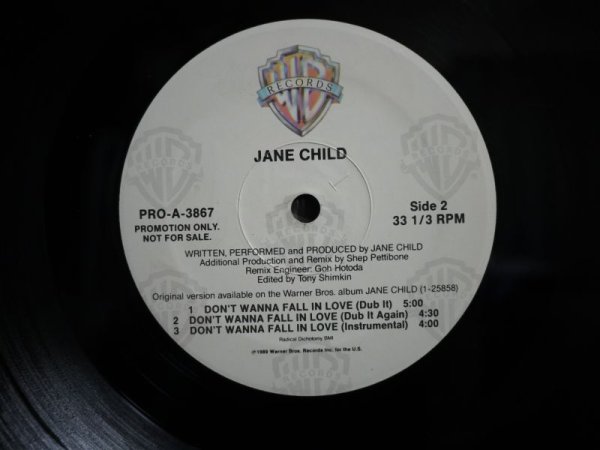 RECORDS
JANE CHILD
PRO-A-3867
PROMOTION ONLY.
NOT FOR SALE.
Side 2
33 1/3 RPM
WRITTEN, PERFORMED and PRODUCED by JANE CHILD
Additional Production and Remix by Shep Pettibone
Remix Engineer: Goh Hotoda
Edited by Tony Shimkin
Original version available on the Warner Bros. album JANE CHILD (1-25858)
1 DON'T WANNA FALL IN LOVE (Dub It) 5:00
2 DON'T WANNA FALL IN LOVE (Dub It Again) 4:30
3 DON'T WANNA FALL IN LOVE (Instrumental) 4:00
Radical Dichotomy BMI
℗1989 Warner Bros. Records Inc. for the U.S.